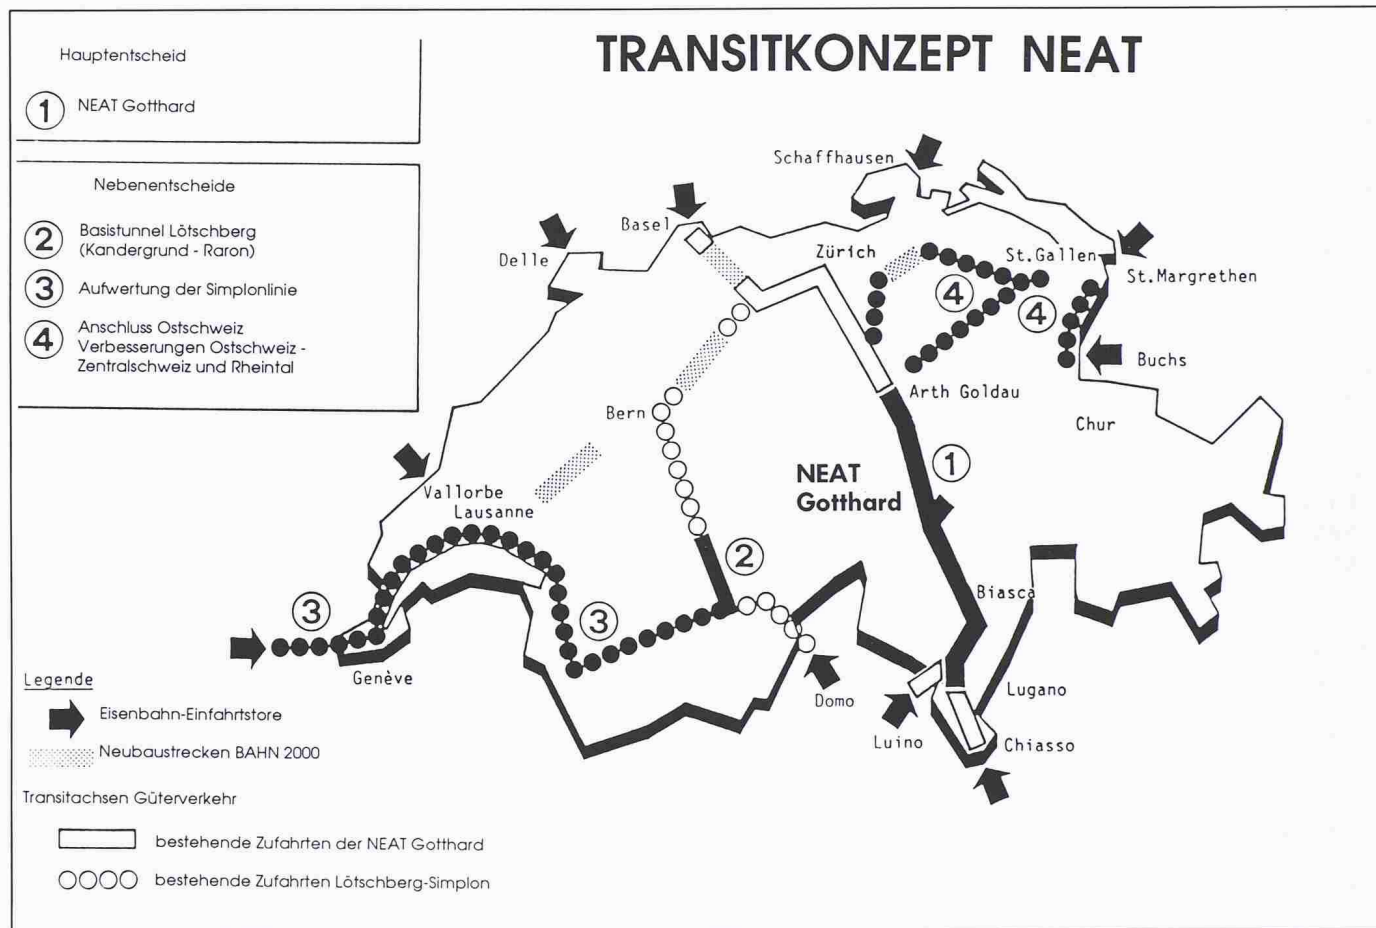 TRANSITKONZEPT NEAT
Hauptentscheid
1 NEAT Gotthard
Nebenentscheide
2 Basistunnel Lötschberg
(Kandergrund - Raron)
3 Aufwertung der Simplonlinie
4 Anschluss Ostschweiz
Verbesserungen Ostschweiz -
Zentralschweiz und Rheintal
Schaffhausen
Basel
Delle
Zürich
St.Gallen
St.Margrethen
4
4
Buchs
Arth Goldau
Bern
Chur
1
NEAT
Gotthard
Vallorbe
Lausanne
2
Biasca
3
3
Genève
Domo
Lugano
Luino
Chiasso
Legende
Eisenbahn-Einfahrtstore
Neubaustrecken BAHN 2000
Transitachsen Güterverkehr
bestehende Zufahrten der NEAT Gotthard
bestehende Zufahrten Lötschberg-Simplon